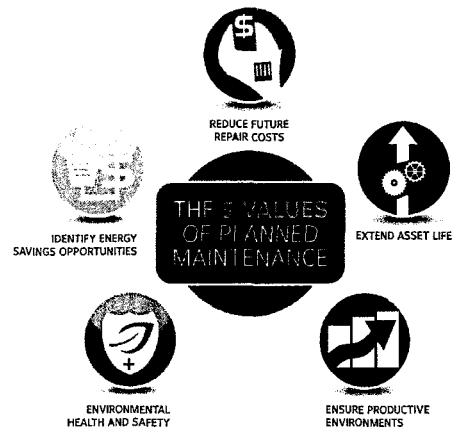 $
REDUCE FUTURE
REPAIR COSTS
IDENTIFY ENERGY
SAVINGS OPPORTUNITIES
THE 5 VALUES
OF PLANNED
MAINTENANCE
EXTEND ASSET LIFE
ENVIRONMENTAL
HEALTH AND SAFETY
ENSURE PRODUCTIVE
ENVIRONMENTS